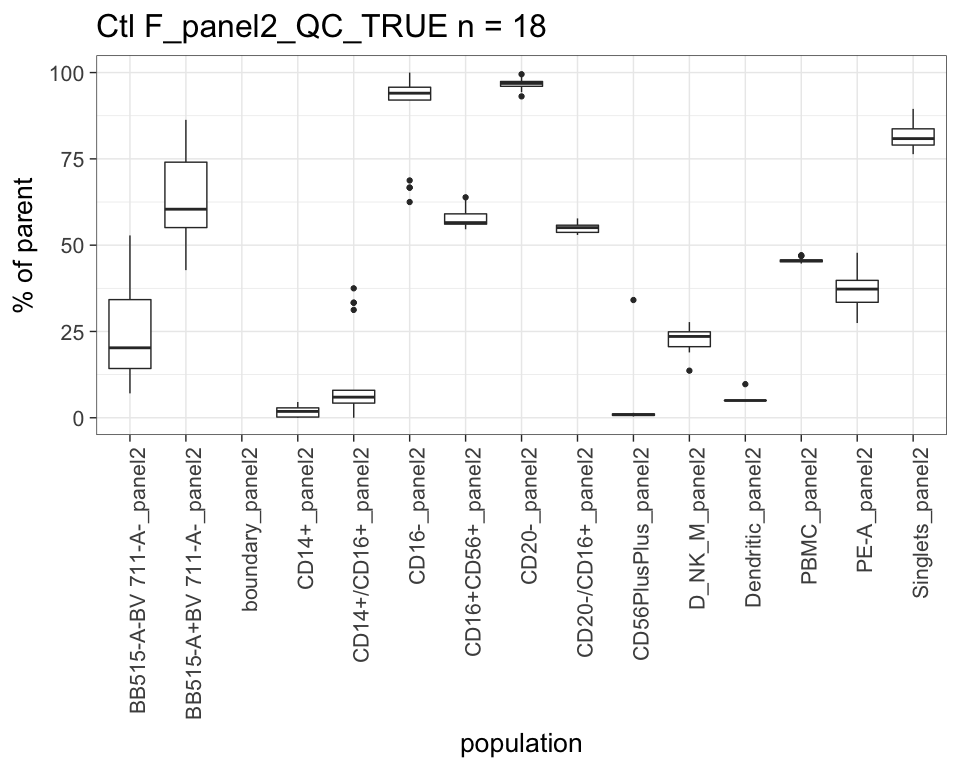 Ctl F_panel2_QC_TRUE n = 18
% of parent
100
75
50
25
0
BB515-A-BV 711-A-_panel2
BB515-A+BV 711-A-_panel2
boundary_panel2
CD14+_panel2
CD14+/CD16+_panel2
CD16-_panel2
CD16+CD56+_panel2
CD20-_panel2
CD20-/CD16+_panel2
CD56PlusPlus_panel2
D_NK_M_panel2
Dendritic_panel2
PBMC_panel2
PE-A_panel2
Singlets_panel2
population